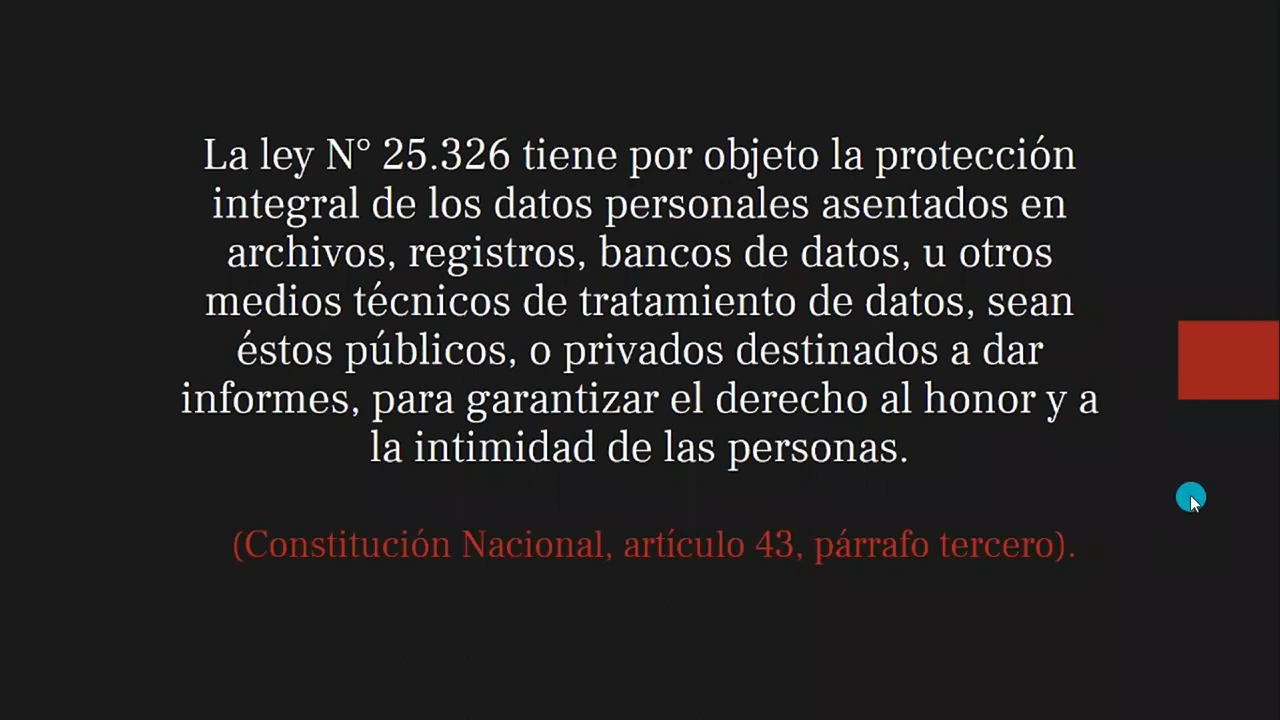 La ley N° 25.326 tiene por objeto la protección
integral de los datos personales asentados en
archivos, registros, bancos de datos, u otros
medios técnicos de tratamiento de datos, sean
éstos públicos, o privados destinados a dar
informes, para garantizar el derecho al honor y a
la intimidad de las personas.
(Constitución Nacional, artículo 43, párrafo tercero).